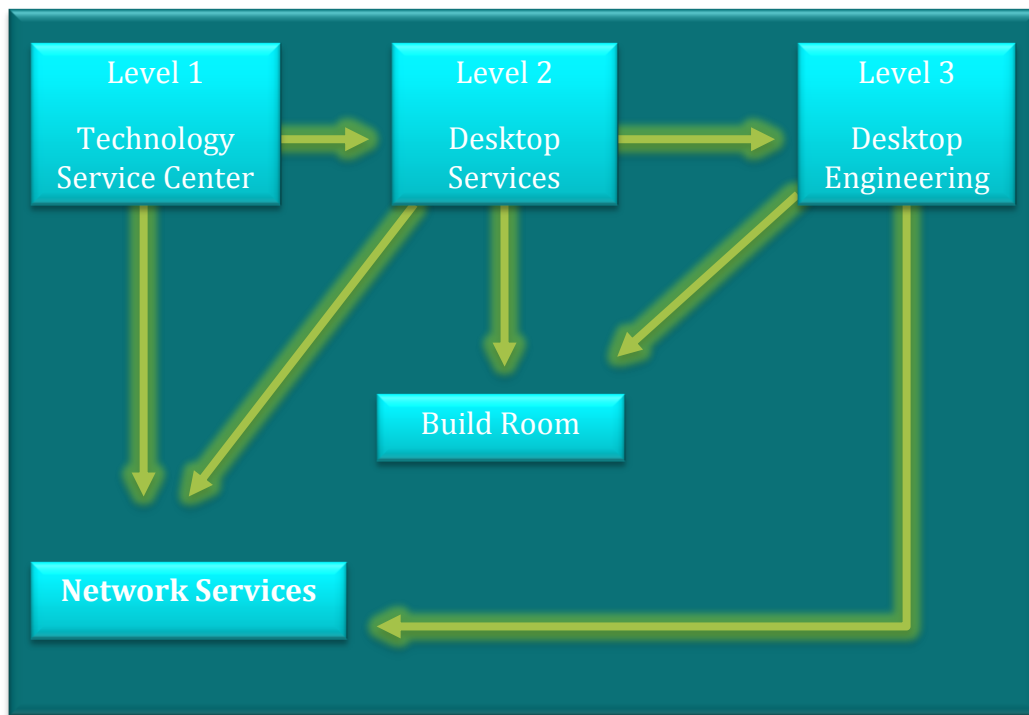 Level 1
Technology
Service Center
Level 2
Desktop
Services
Level 3
Desktop
Engineering
Build Room
Network Services